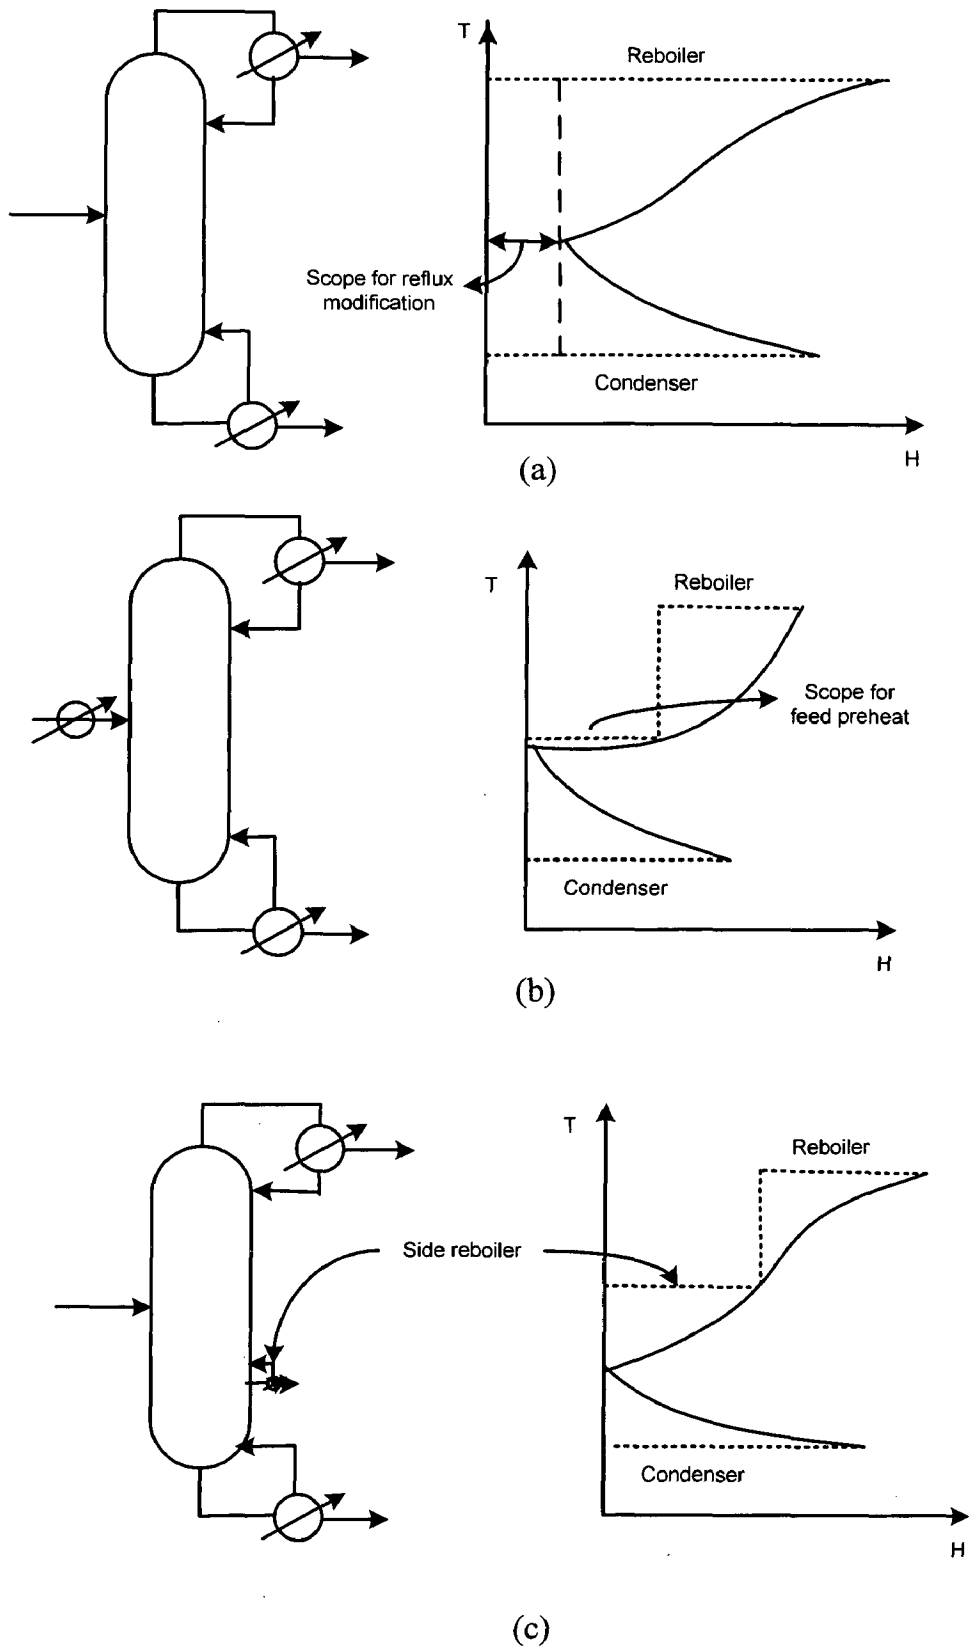 T
Reboiler
Scope for reflux
modification
Condenser
H
(a)
T
Reboiler
Scope for
feed preheat
Condenser
H
(b)
T
Reboiler
Side reboiler
Condenser
H
(c)